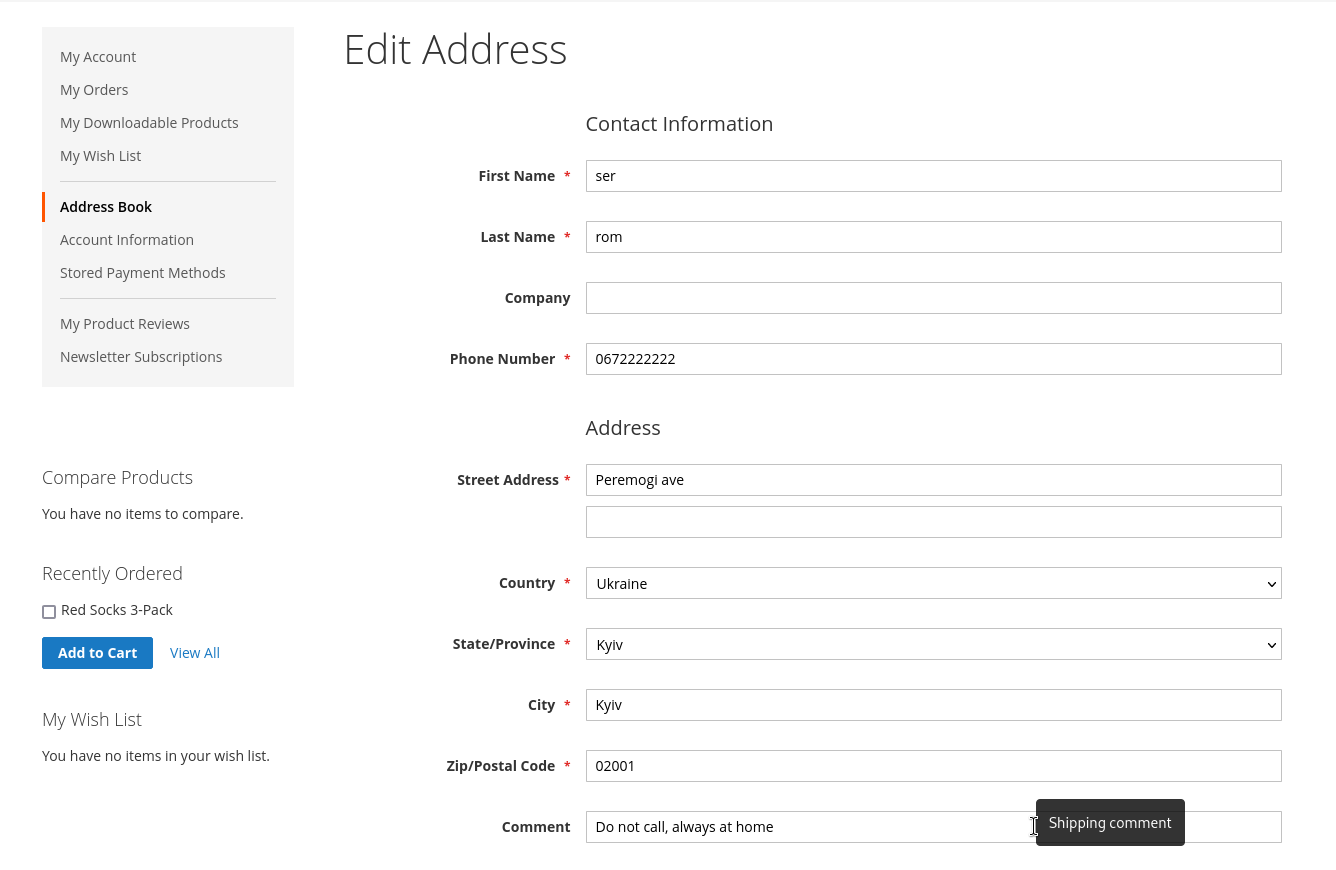 My Account
My Orders
My Downloadable Products
My Wish List
Address Book
Account Information
Stored Payment Methods
My Product Reviews
Newsletter Subscriptions
Compare Products
You have no items to compare.
Recently Ordered
Red Socks 3-Pack
Add to Cart View All
My Wish List
You have no items in your wish list.
Edit Address
Contact Information
First Name * ser
Last Name * rom
Company
Phone Number * 0672222222
Address
Street Address * Peremogi ave
Country * Ukraine
State/Province * Kyiv
City * Kyiv
Zip/Postal Code * 02001
Comment Do not call, always at home
Shipping comment